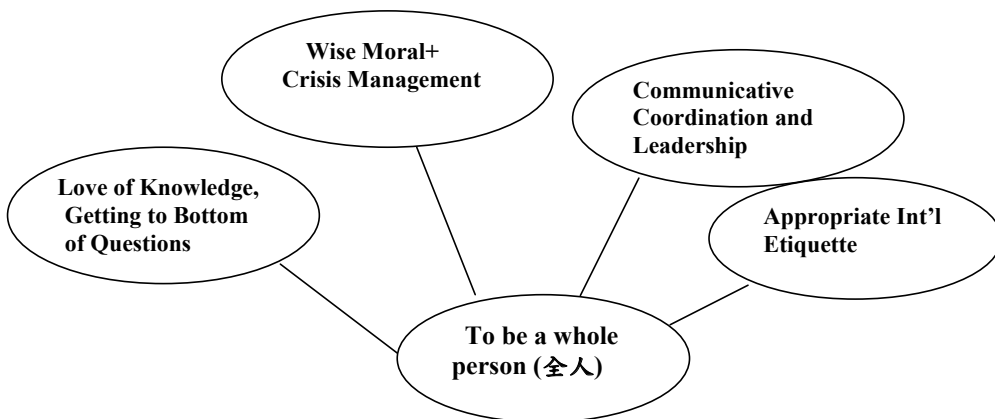 Wise Moral+
Crisis Management
Communicative
Coordination and
Leadership
Love of Knowledge,
Getting to Bottom
of Questions
Appropriate Int’l
Etiquette
To be a whole
person (全人)